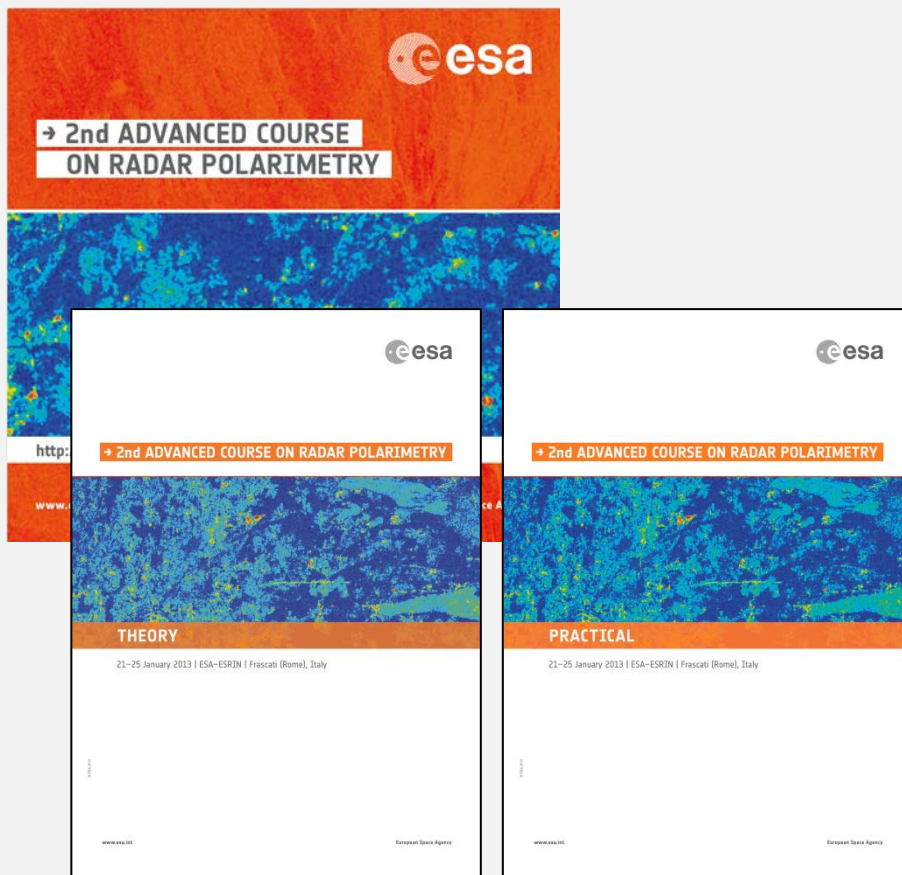 esa
→ 2nd ADVANCED COURSE
ON RADAR POLARIMETRY
http:
www.
ce A
esa
→ 2nd ADVANCED COURSE ON RADAR POLARIMETRY
THEORY
21–25 January 2013 | ESA–ESRIN | Frascati (Rome), Italy
www.esa.int
European Space Agency
esa
→ 2nd ADVANCED COURSE ON RADAR POLARIMETRY
PRACTICAL
21–25 January 2013 | ESA–ESRIN | Frascati (Rome), Italy
www.esa.int
European Space Agency